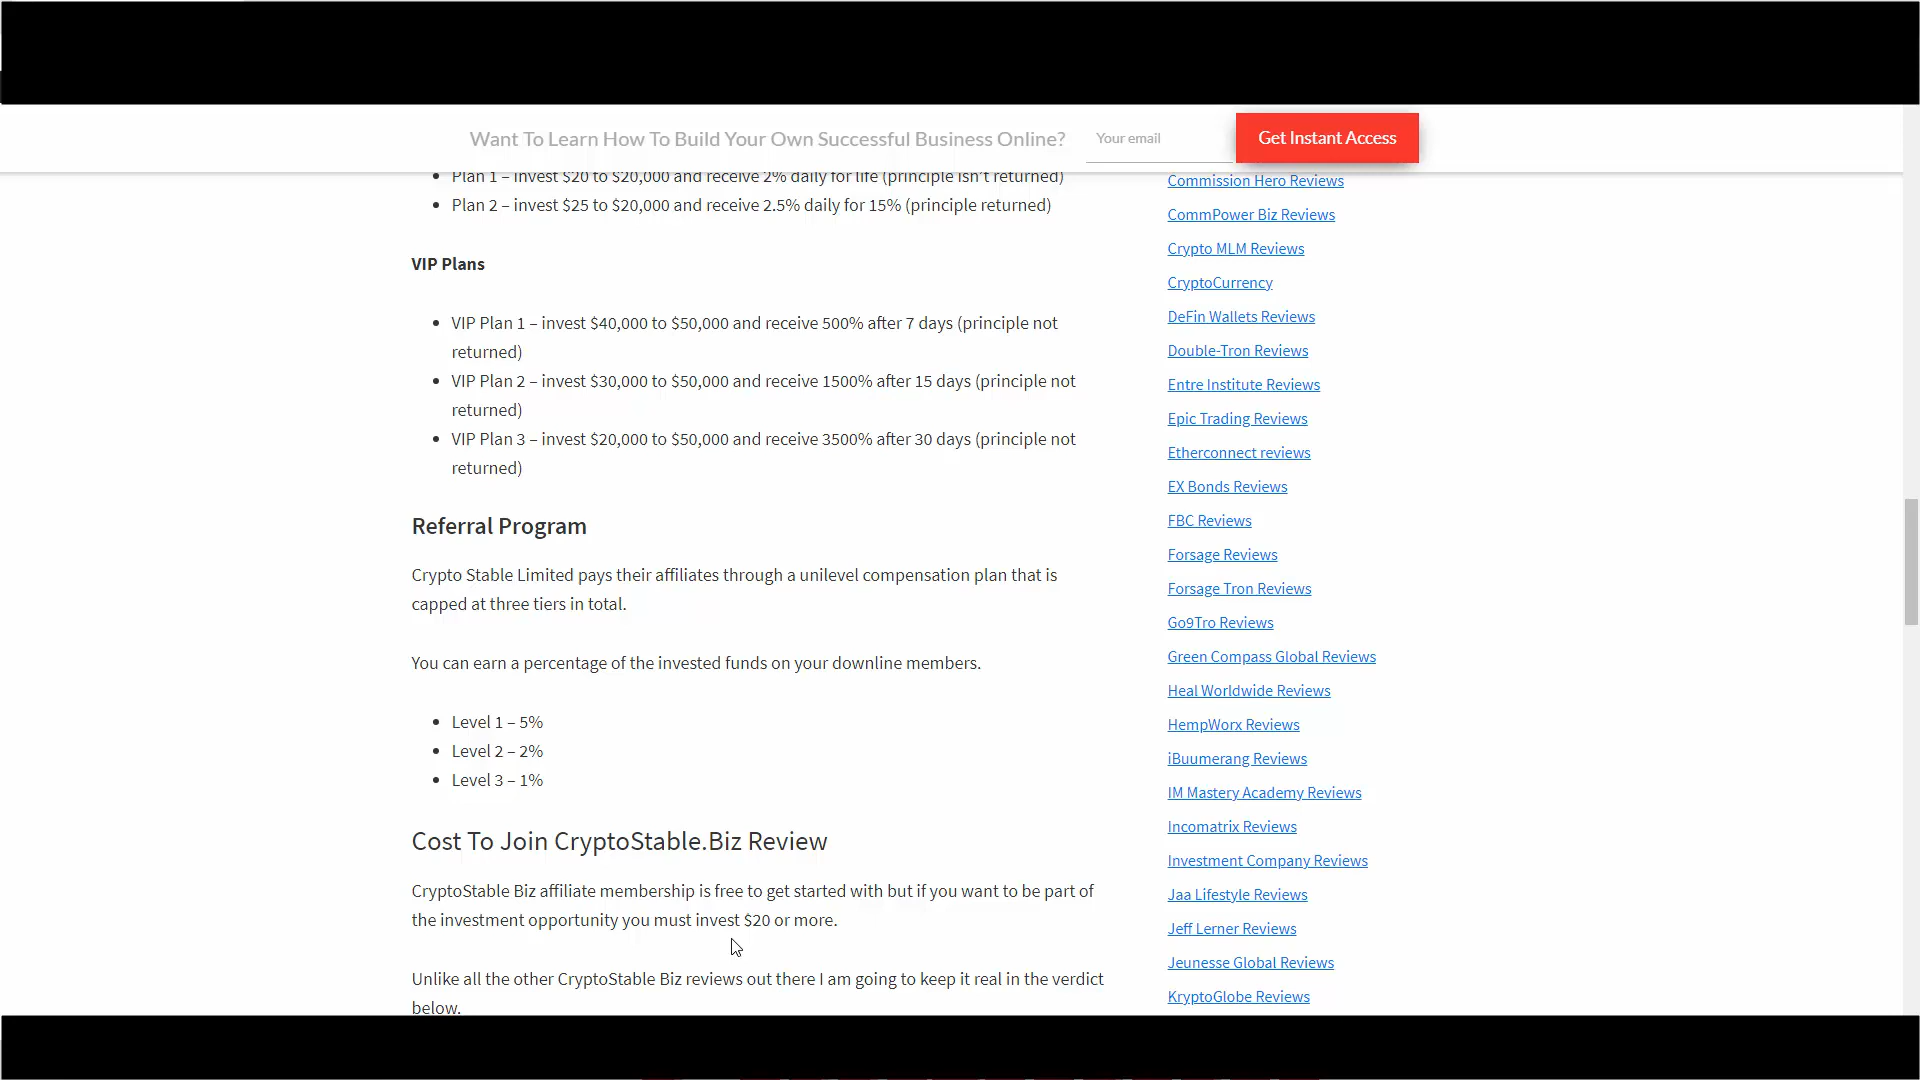 Want To Learn How To Build Your Own Successful Business Online?
Your email
Get Instant Access
• Plan 1 – invest $20 to $20,000 and receive 2% daily for life (principle isn't returned)
• Plan 2 – invest $25 to $20,000 and receive 2.5% daily for 15% (principle returned)
VIP Plans
• VIP Plan 1 – invest $40,000 to $50,000 and receive 500% after 7 days (principle not
returned)
• VIP Plan 2 – invest $30,000 to $50,000 and receive 1500% after 15 days (principle not
returned)
• VIP Plan 3 – invest $20,000 to $50,000 and receive 3500% after 30 days (principle not
returned)
Referral Program
Crypto Stable Limited pays their affiliates through a unilevel compensation plan that is
capped at three tiers in total.
You can earn a percentage of the invested funds on your downline members.
• Level 1 – 5%
• Level 2 – 2%
• Level 3 – 1%
Cost To Join CryptoStable.Biz Review
CryptoStable Biz affiliate membership is free to get started with but if you want to be part of
the investment opportunity you must invest $20 or more.
Unlike all the other CryptoStable Biz reviews out there I am going to keep it real in the verdict
below.
Commission Hero Reviews
CommPower Biz Reviews
Crypto MLM Reviews
CryptoCurrency
DeFin Wallets Reviews
Double-Tron Reviews
Entre Institute Reviews
Epic Trading Reviews
Etherconnect reviews
EX Bonds Reviews
FBC Reviews
Forsage Reviews
Forsage Tron Reviews
Go9Tro Reviews
Green Compass Global Reviews
Heal Worldwide Reviews
HempWorx Reviews
iBuumerang Reviews
IM Mastery Academy Reviews
Incomatrix Reviews
Investment Company Reviews
Jaa Lifestyle Reviews
Jeff Lerner Reviews
Jeunesse Global Reviews
KryptoGlobe Reviews